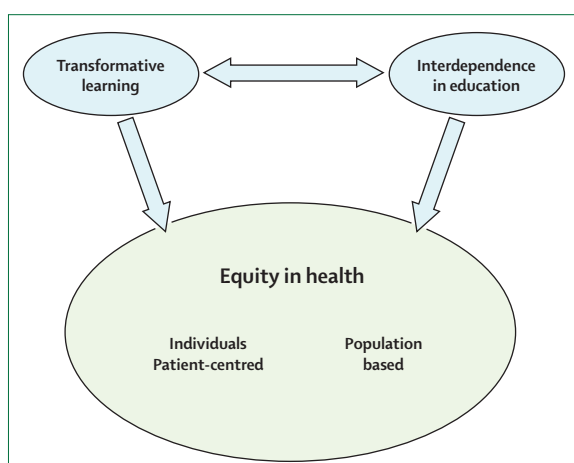 Transformative
learning
Interdependence
in education
Equity in health
Individuals
Patient-centred
Population
based